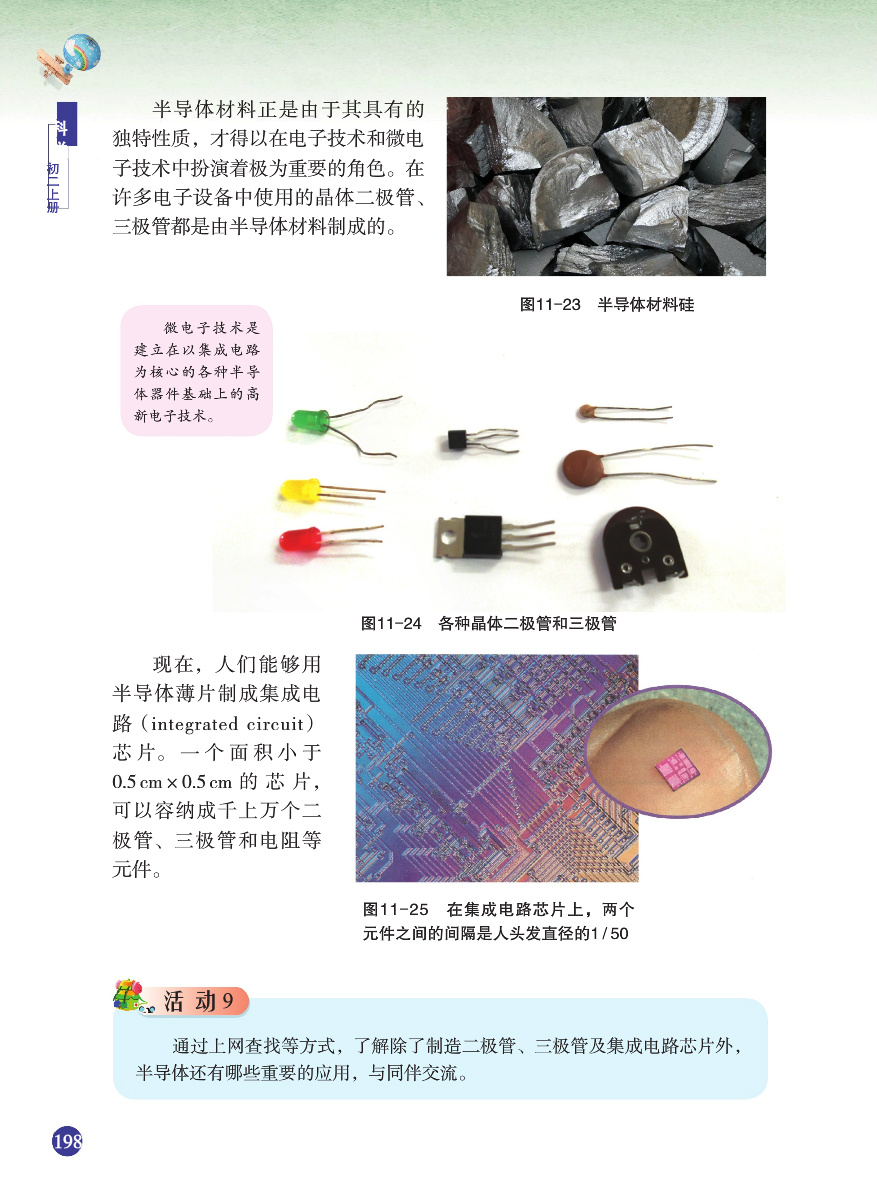 科
初二上册
半导体材料正是由于其具有的
独特性质，才得以在电子技术和微电
子技术中扮演着极为重要的角色。在
许多电子设备中使用的晶体二极管、
三极管都是由半导体材料制成的。
图11-23 半导体材料硅
微电子技术是
建立在以集成电路
为核心的各种半导
体器件基础上的高
新电子技术。
图11-24 各种晶体二极管和三极管
现在，人们能够用
半导体薄片制成集成电
路（integrated circuit）
芯片。一个面积小于
0.5 cm × 0.5 cm 的芯片，
可以容纳成千上万个二
极管、三极管和电阻等
元件。
图11-25 在集成电路芯片上，两个
元件之间的间隔是人头发直径的1/50
活动9
通过上网查找等方式，了解除了制造二极管、三极管及集成电路芯片外，
半导体还有哪些重要的应用，与同伴交流。
198